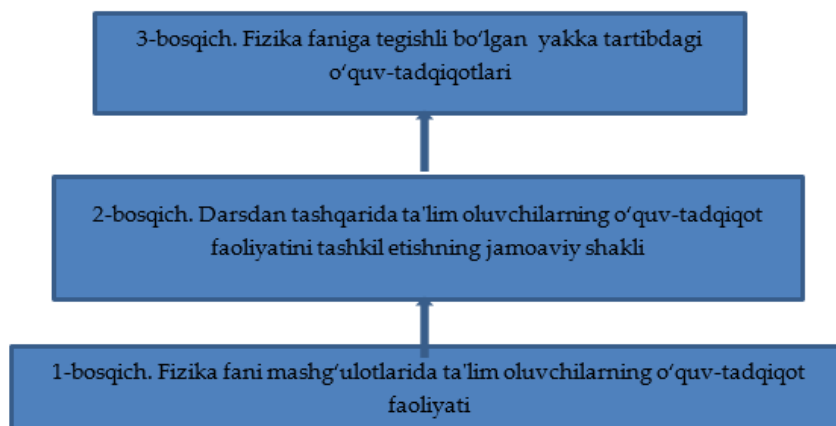 3-bosqich. Fizika faniga tegishli bo‘lgan yakka tartibdagi
o‘quv-tadqiqotlari
2-bosqich. Darsdan tashqarida ta'lim oluvchilarning o‘quv-tadqiqot
faoliyatini tashkil etishning jamoaviy shakli
1-bosqich. Fizika fani mashg‘ulotlarida ta'lim oluvchilarning o‘quv-tadqiqot
faoliyati